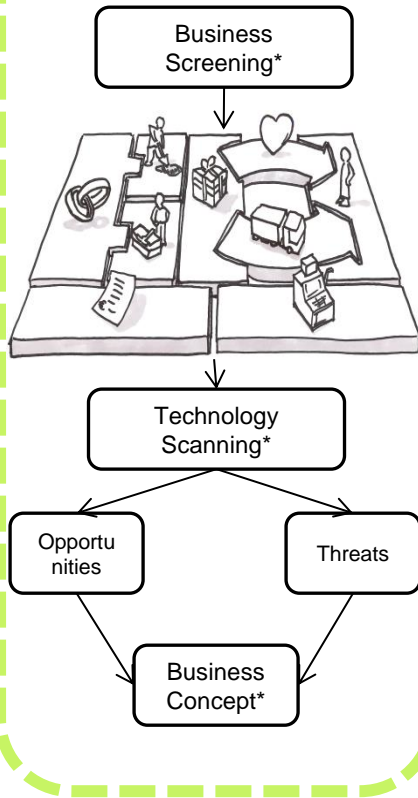 Business
Screening*
Technology
Scanning*
Opportu
nities
Threats
Business
Concept*